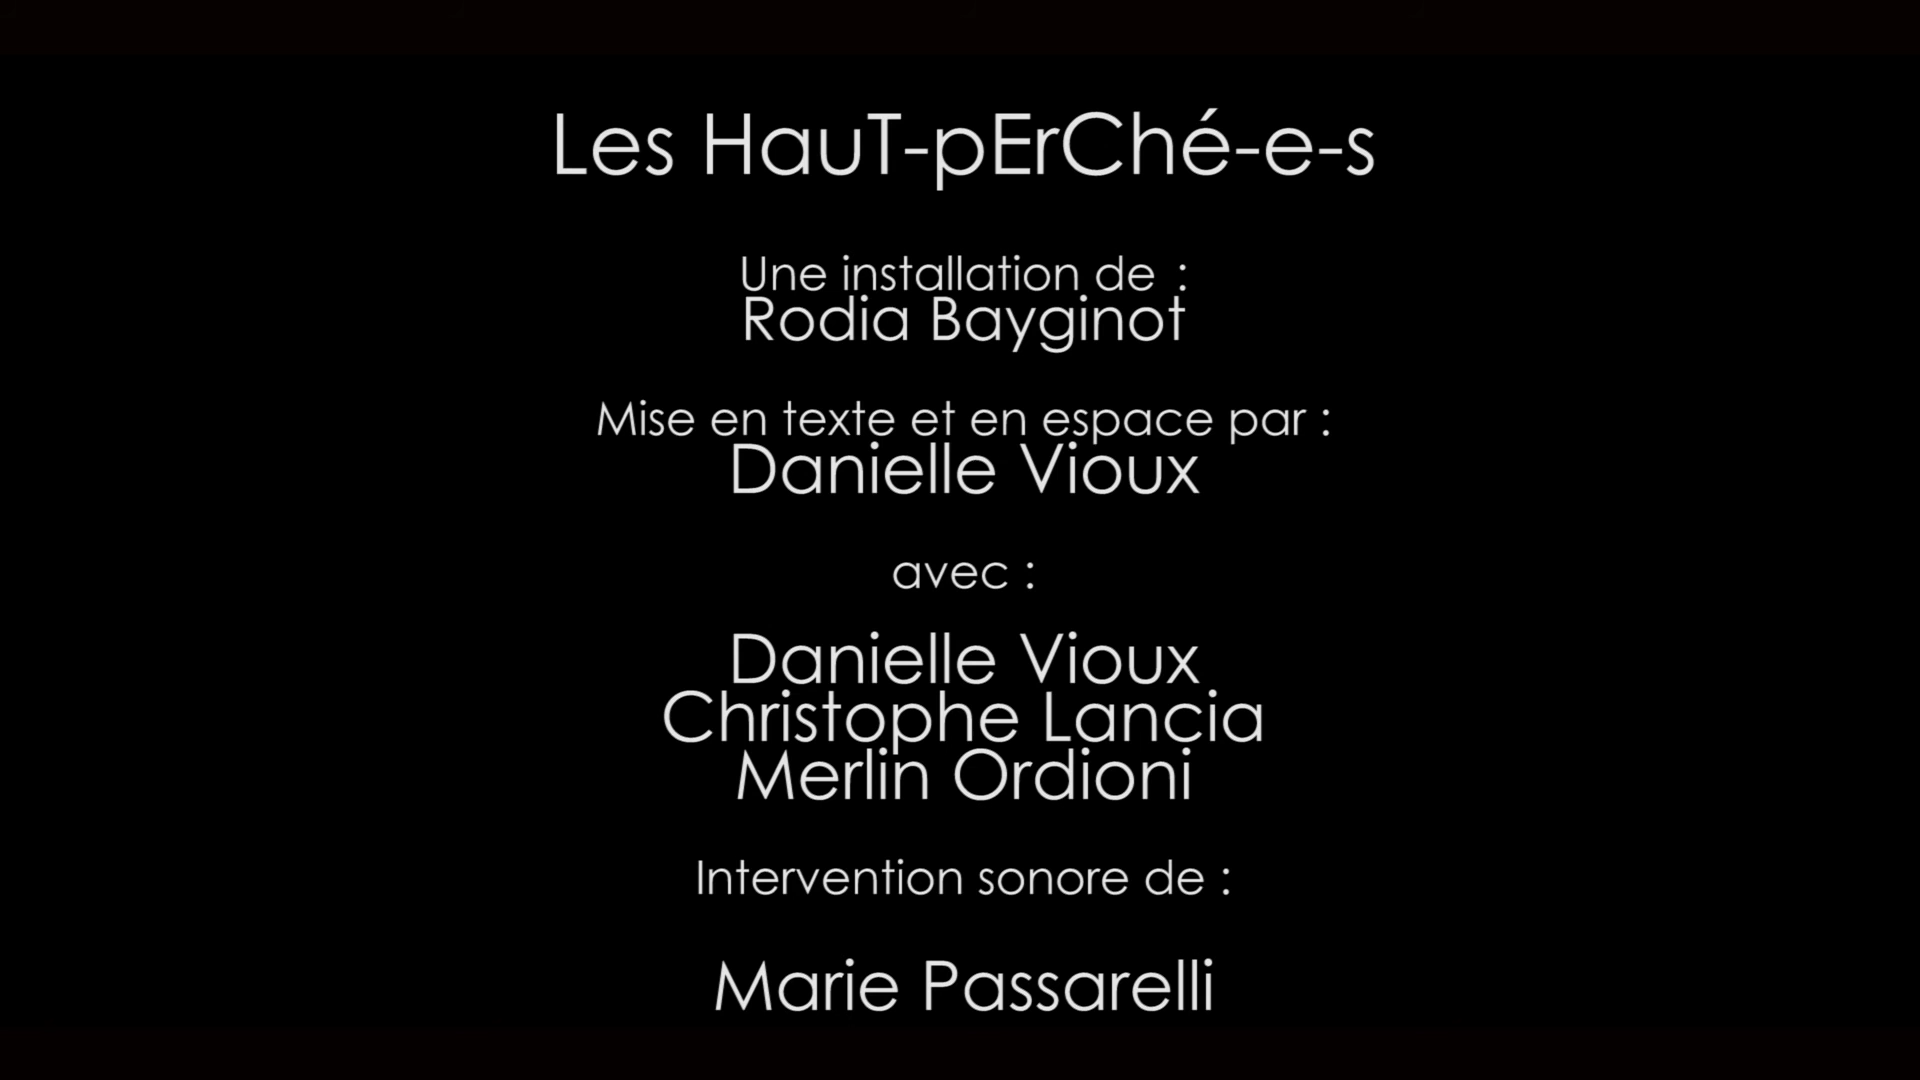 Les HauT-pErChé-e-s
Une installation de :
Rodia Bayginot
Mise en texte et en espace par :
Danielle Vioux
avec :
Danielle Vioux
Christophe Lancia
Merlin Ordioni
Intervention sonore de :
Marie Passarelli